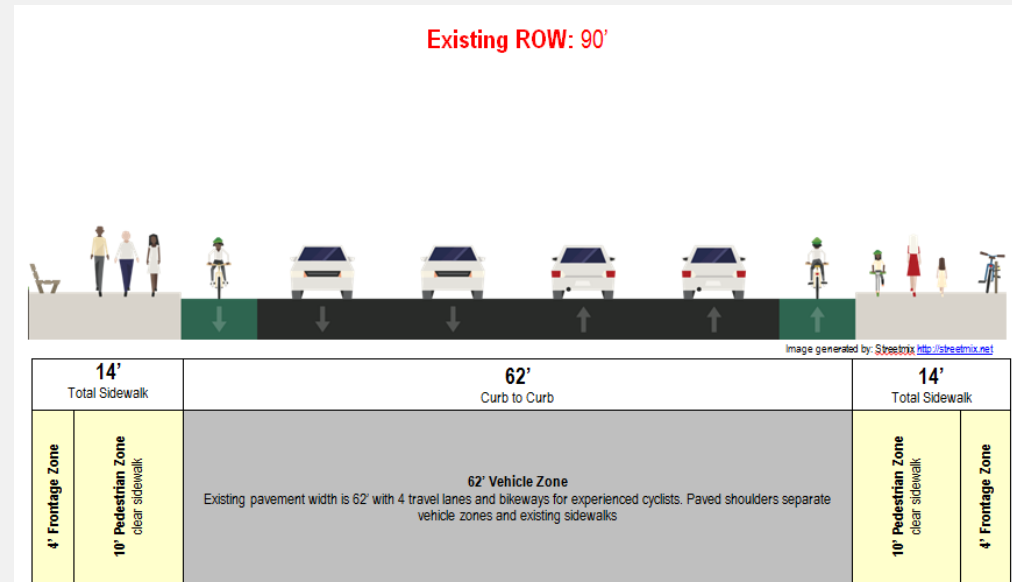 Existing ROW: 90'
Image generated by: Streetmix http://streetmix.net
14'
Total Sidewalk
62'
Curb to Curb
14'
Total Sidewalk
4' Frontage Zone
10' Pedestrian Zone
clear sidewalk
62' Vehicle Zone
Existing pavement width is 62' with 4 travel lanes and bikeways for experienced cyclists. Paved shoulders separate
vehicle zones and existing sidewalks
10' Pedestrian Zone
clear sidewalk
4' Frontage Zone